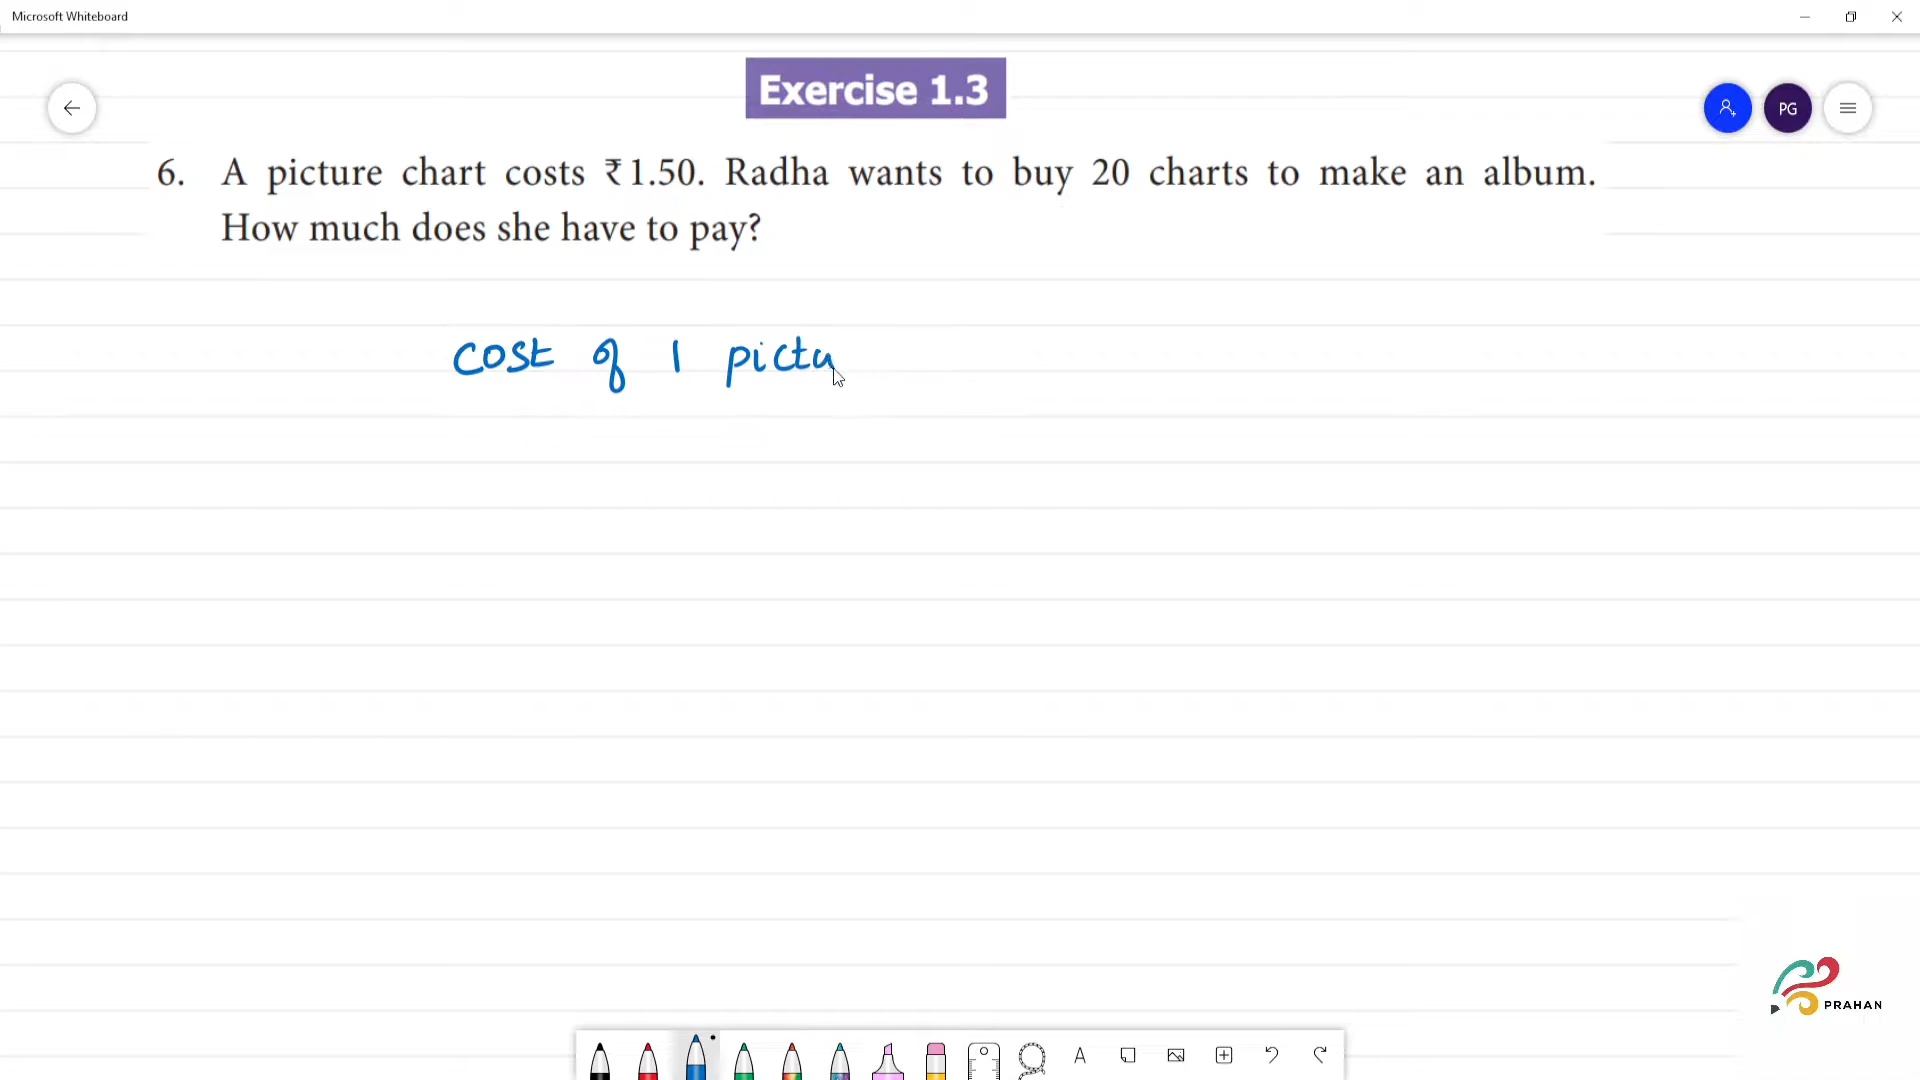 Microsoft Whiteboard
Exercise 1.3
PG
6. A picture chart costs ₹1.50. Radha wants to buy 20 charts to make an album.
How much does she have to pay?
cost of 1 pictu
PRAHAN
A